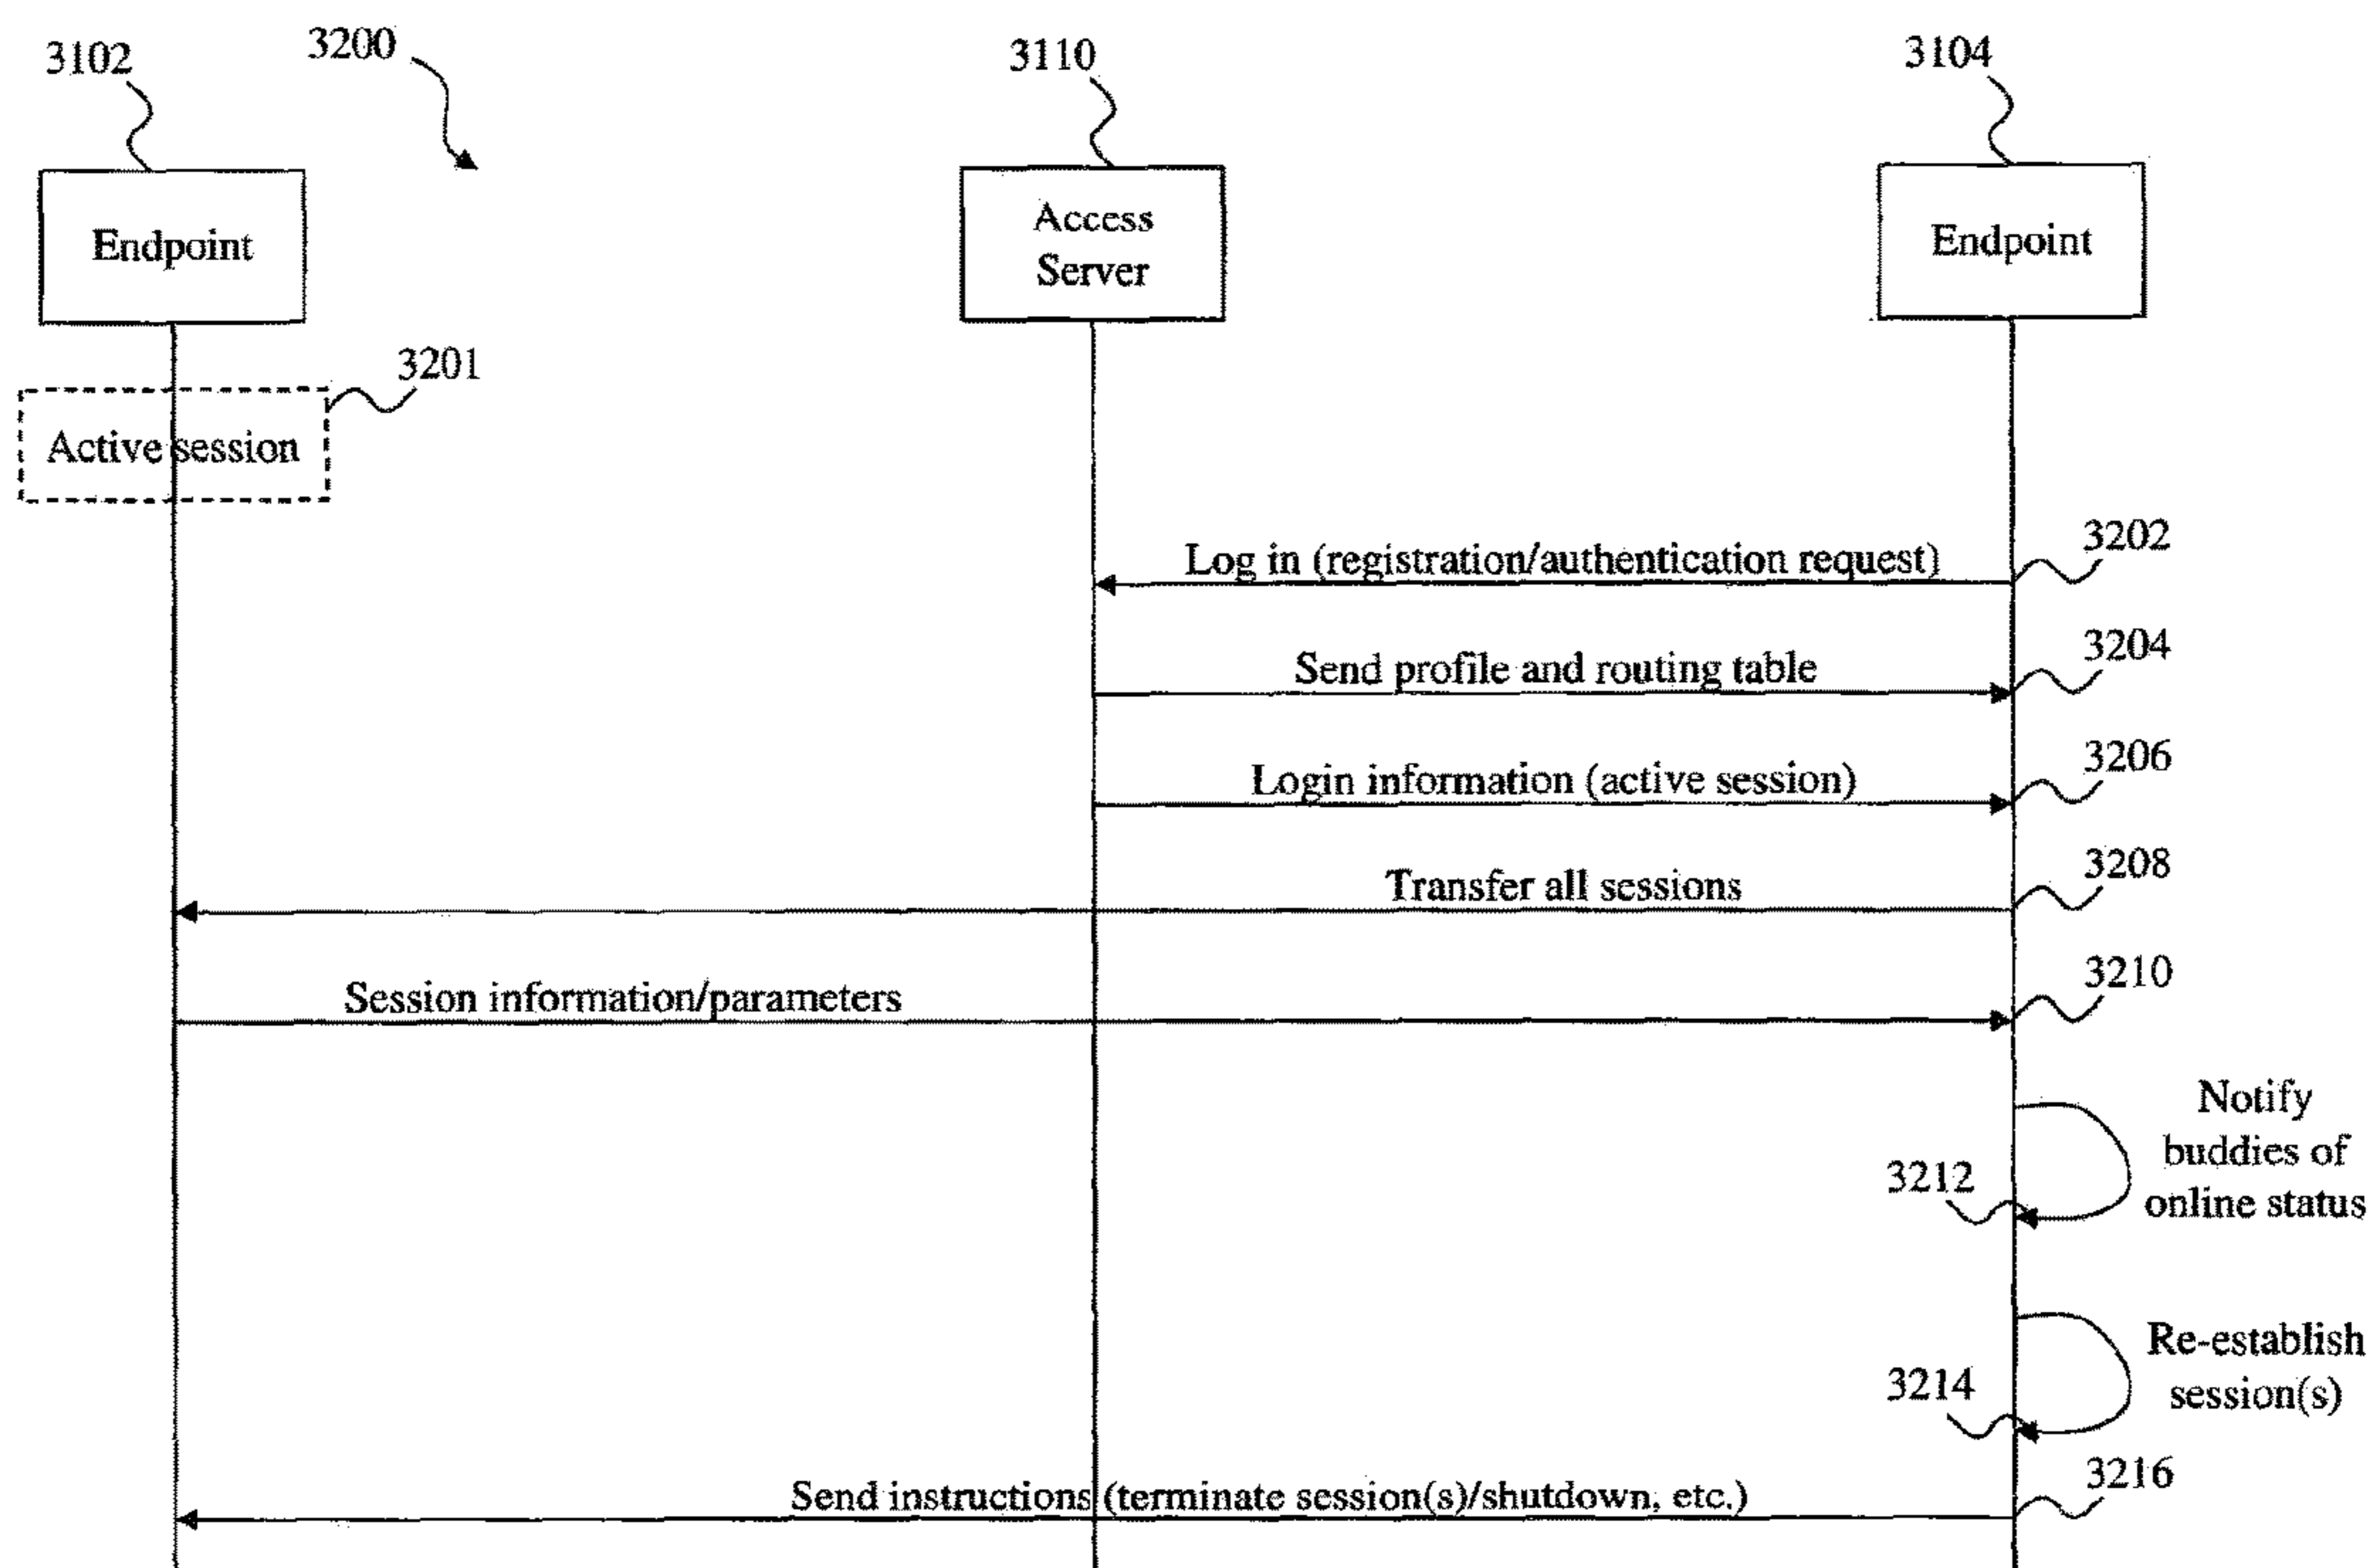 3102
3200
3110
3104
Endpoint
Access
Server
Endpoint
3201
Active session
3202
Log in (registration/authentication request)
3204
Send profile and routing table
3206
Login information (active session)
3208
Transfer all sessions
3210
Session information/parameters
Notify
buddies of
online status
3212
Re-establish
session(s)
3214
3216
Send instructions (terminate session(s)/shutdown, etc.)